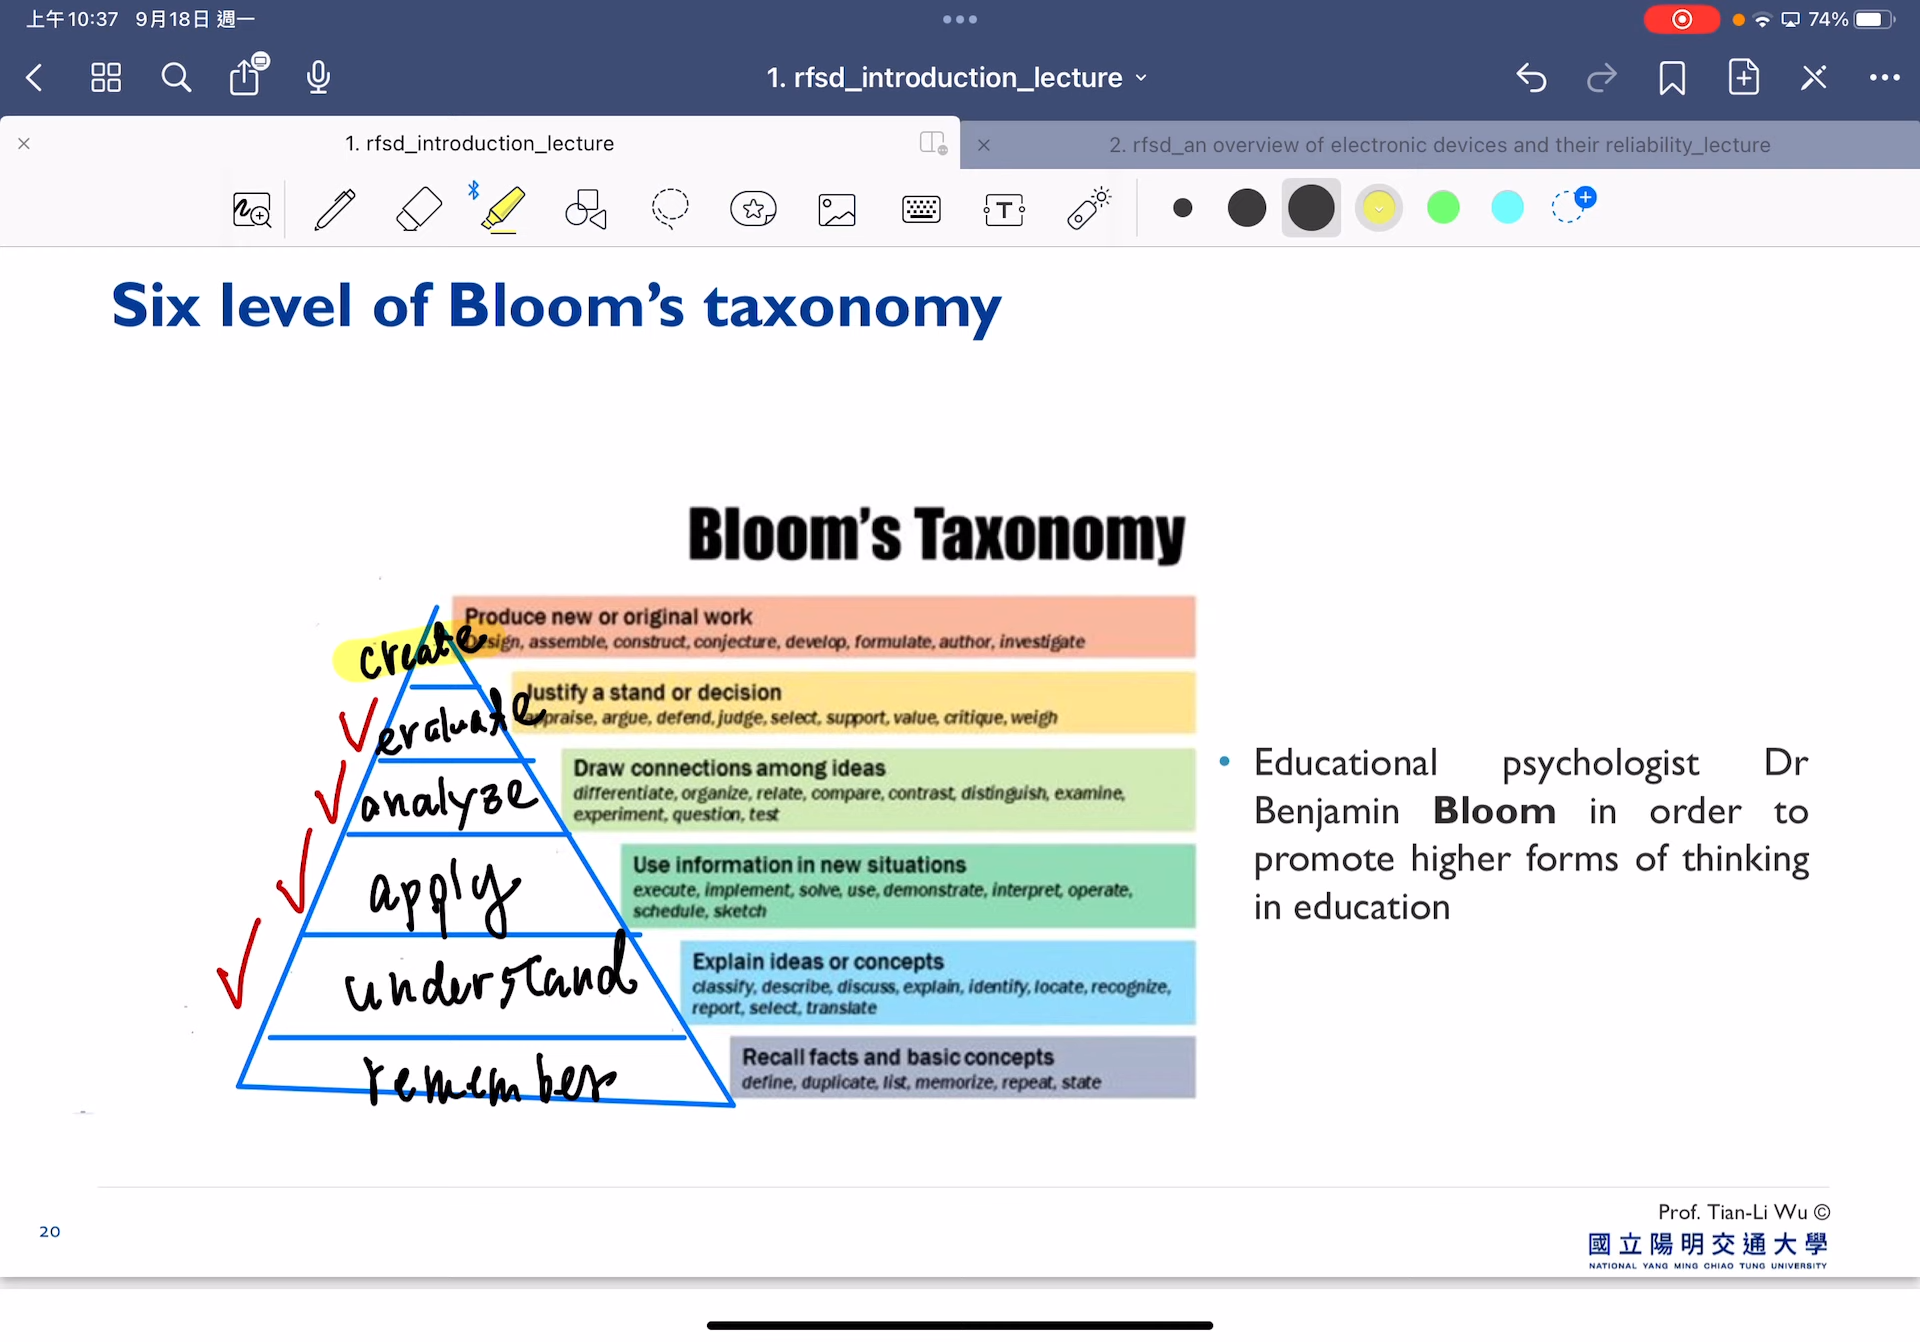 上午10:37 9月18日 週一
74%
1. rfsd_introduction_lecture
1. rfsd_introduction_lecture
2. rfsd_an overview of electronic devices and their reliability_lecture
Six level of Bloom's taxonomy
Bloom's Taxonomy
create
Produce new or original work
Design, assemble, construct, conjecture, develop, formulate, author, investigate
evaluate
Justify a stand or decision
appraise, argue, defend, judge, select, support, value, critique, weigh
analyze
Draw connections among ideas
differentiate, organize, relate, compare, contrast, distinguish, examine,
experiment, question, test
apply
Use information in new situations
execute, implement, solve, use, demonstrate, interpret, operate,
schedule, sketch
understand
Explain ideas or concepts
classify, describe, discuss, explain, identify, locate, recognize,
report, select, translate
remember
Recall facts and basic concepts
define, duplicate, list, memorize, repeat, state
• Educational psychologist Dr
Benjamin Bloom in order to
promote higher forms of thinking
in education
20
Prof. Tian-Li Wu ©
國立陽明交通大學
NATIONAL YANG MING CHIAO TUNG UNIVERSITY